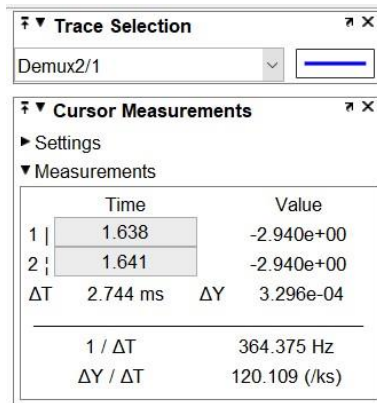 Trace Selection
Demux2/1
Cursor Measurements
Settings
Measurements
Time Value
1 | 1.638 -2.940e+00
2 ¦ 1.641 -2.940e+00
ΔT 2.744 ms ΔY 3.296e-04
1 / ΔT 364.375 Hz
ΔY / ΔT 120.109 (/ks)